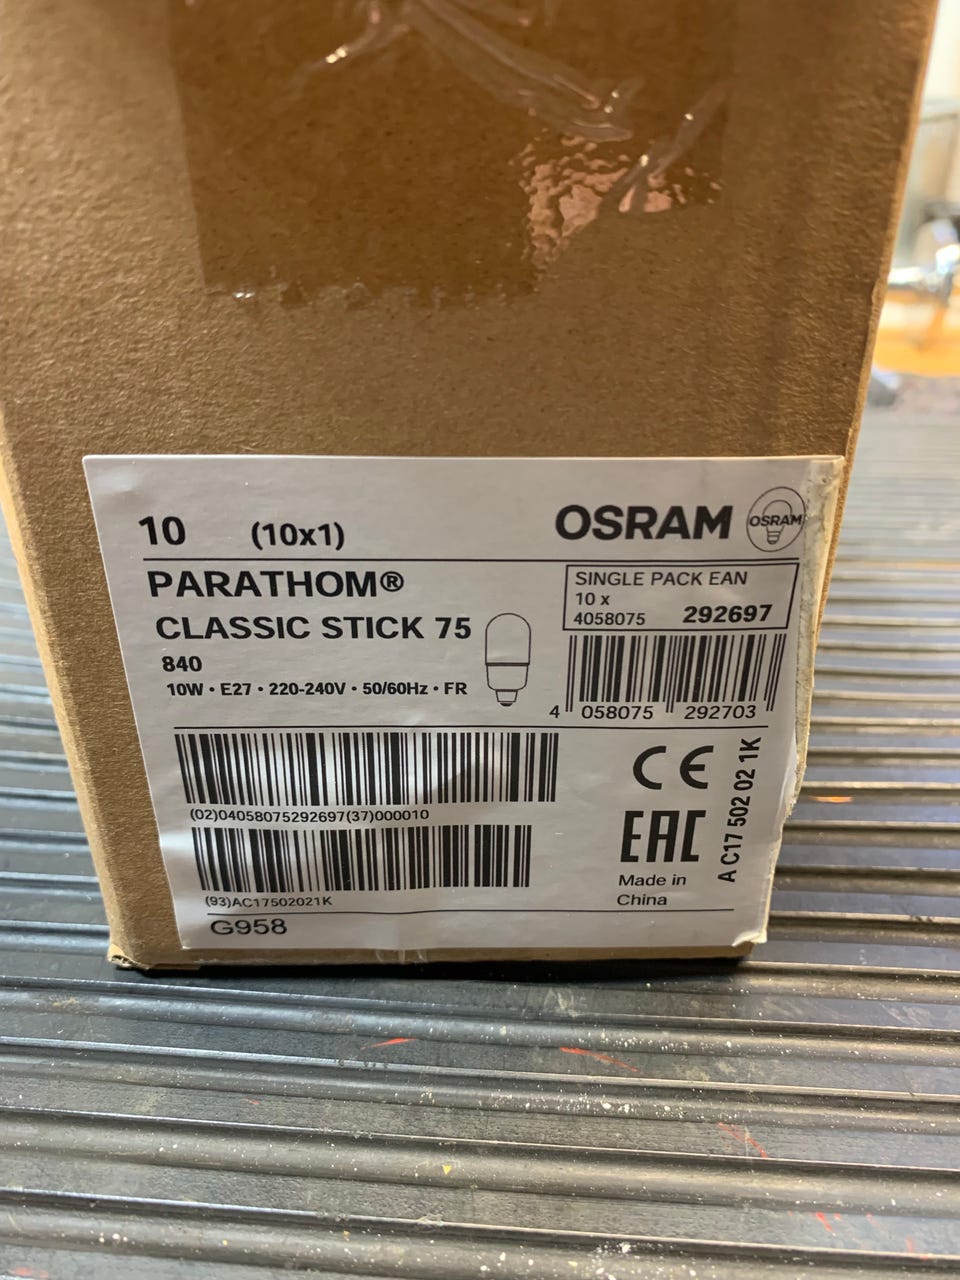 10 (10x1)
OSRAM OSRAM
PARATHOM®
CLASSIC STICK 75
840
10W • E27 • 220-240V • 50/60Hz • FR
SINGLE PACK EAN
10 x
4058075 292697
4 058075 292703
(02)04058075292697(37)000010
(93)AC17502021K
G958
CE
EAC
Made in
China
A C17 502 02 1K